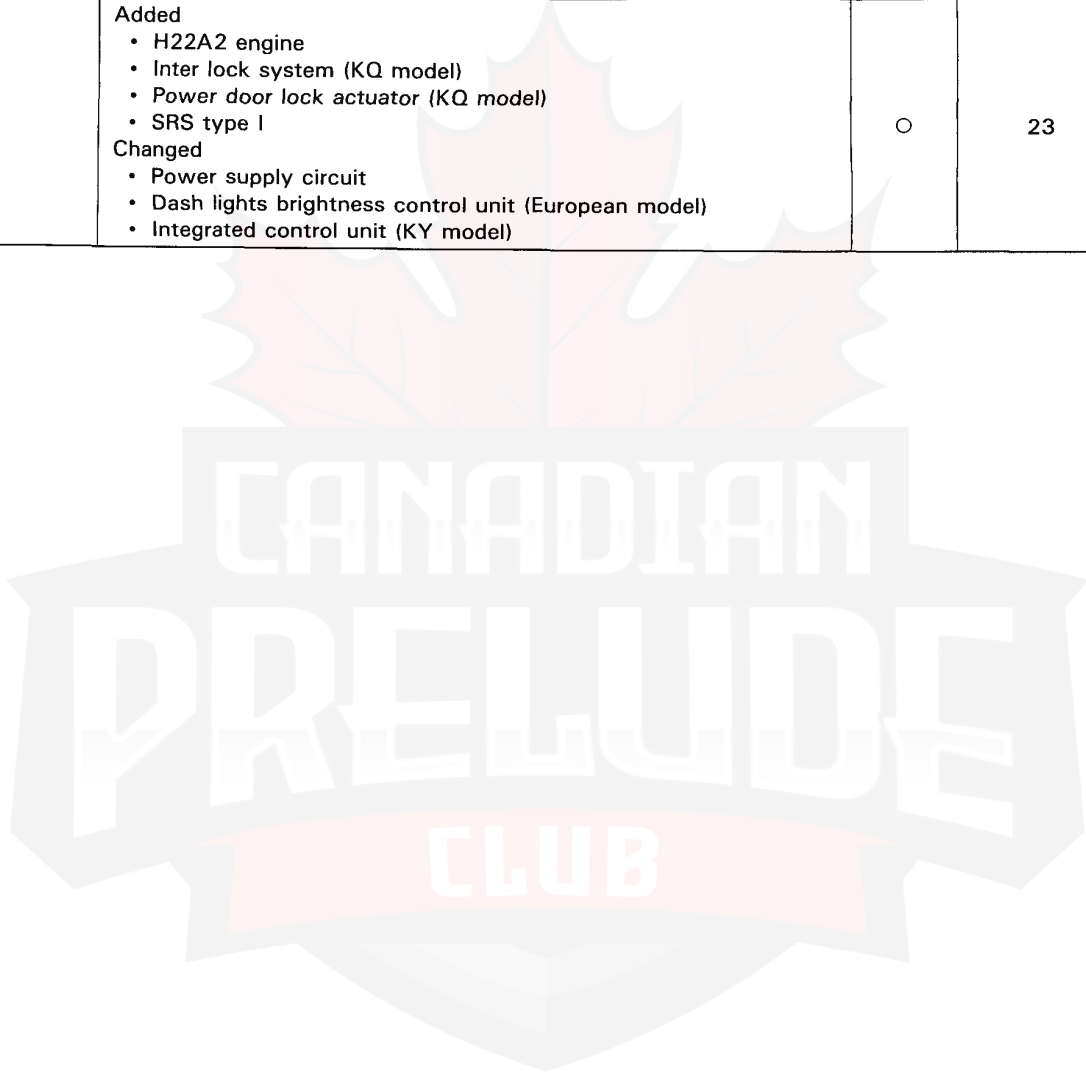 Added
• H22A2 engine
• Inter lock system (KQ model)
• Power door lock actuator (KQ model)
• SRS type I
○ 23
Changed
• Power supply circuit
• Dash lights brightness control unit (European model)
• Integrated control unit (KY model)
CANADIAN
PRELUDE
CLUB